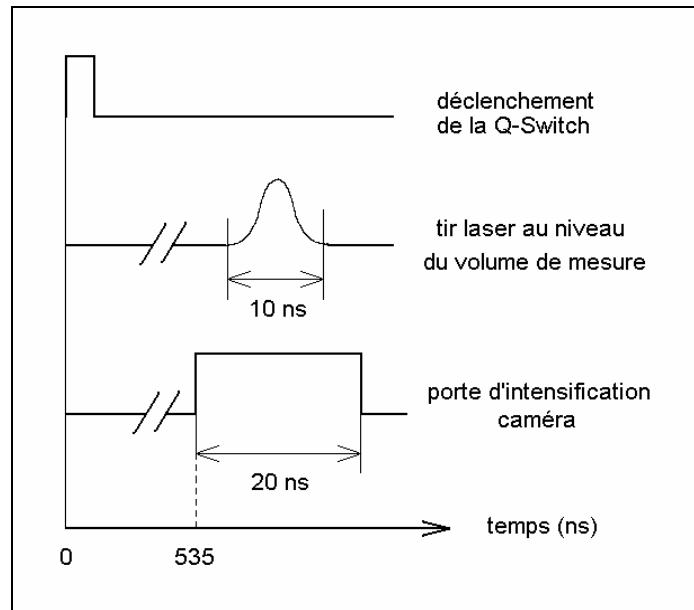 déclenchement
de la Q-Switch
tir laser au niveau
du volume de mesure
10 ns
porte d'intensification
caméra
20 ns
temps (ns)
0
535